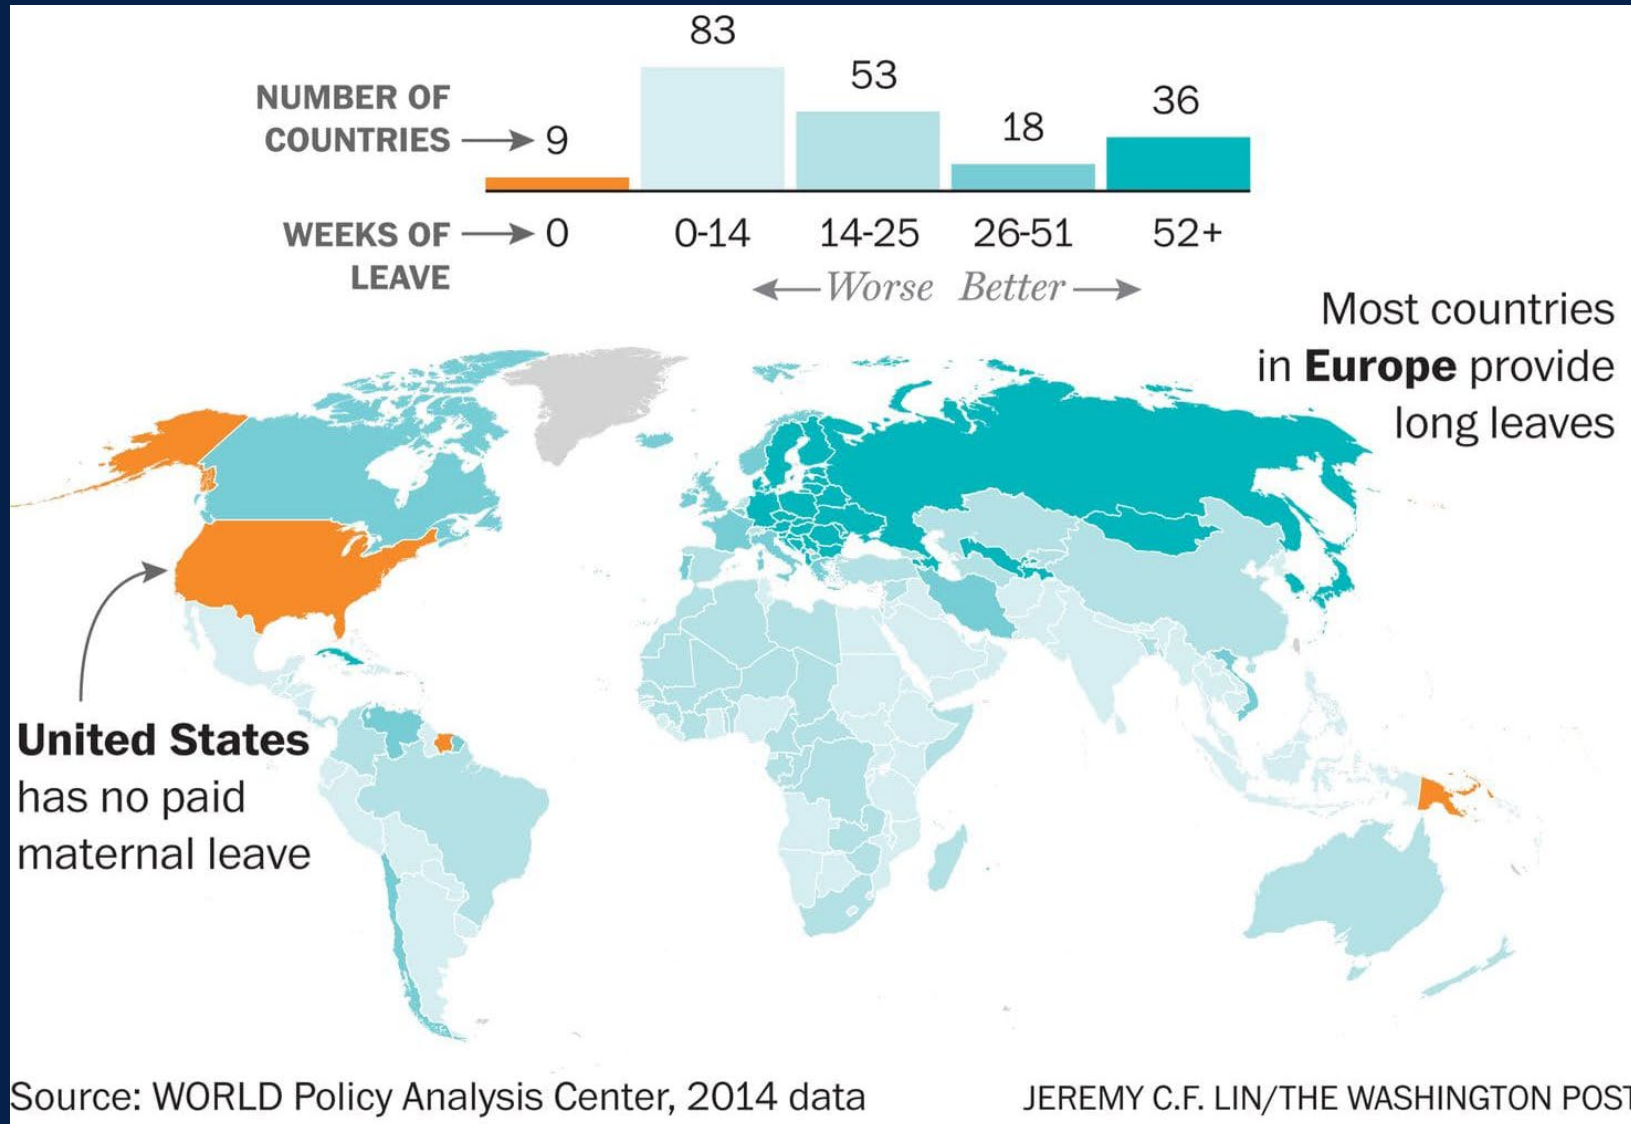 83
53
36
18
NUMBER OF
COUNTRIES
9
WEEKS OF
LEAVE
0
0-14
14-25
26-51
52+
Worse Better
Most countries
in Europe provide
long leaves
United States
has no paid
maternal leave
Source: WORLD Policy Analysis Center, 2014 data
JEREMY C.F. LIN/THE WASHINGTON POST